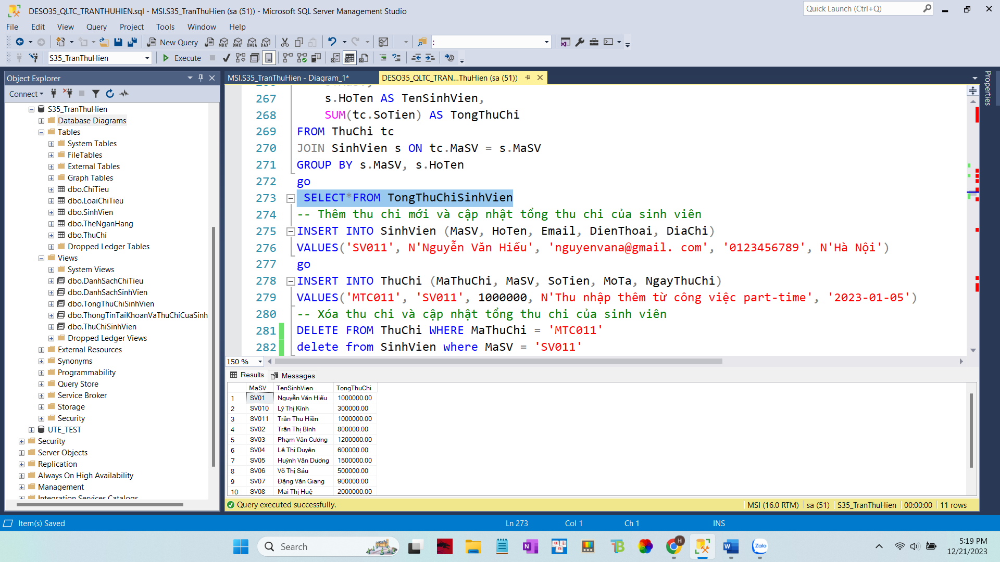 DESO35_QLTC_TRANTHUHIEN.sql - MSI.S35_TranThuHien (sa (51)) - Microsoft SQL Server Management Studio
Quick Launch (Ctrl+Q)
File Edit View Query Project Tools Window Help
New Query
MDX DMX XMLA DAX
:
S35_TranThuHien
Execute
Object Explorer
Connect
S35_TranThuHien
Database Diagrams
Tables
System Tables
FileTables
External Tables
Graph Tables
dbo.ChiTieu
dbo.LoaiChiTieu
dbo.SinhVien
dbo.TheNganHang
dbo.ThuChi
Dropped Ledger Tables
Views
System Views
dbo.DanhSachChiTieu
dbo.DanhSachSinhVien
dbo.TongThuChiSinhVien
dbo.ThongTinTaiKhoanVaThuChiCuaSinh
dbo.ThuChiSinhVien
Dropped Ledger Views
External Resources
Synonyms
Programmability
Query Store
Service Broker
Storage
Security
UTE_TEST
Security
Server Objects
Replication
Always On High Availability
Management
Integration Services Catalogs
MSI.S35_TranThuHien - Diagram_1*
DESO35_QLTC_TRAN...ThuHien (sa (51))
Properties
267 s.HoTen AS TenSinhVien,
268 SUM(tc.SoTien) AS TongThuChi
269 FROM ThuChi tc
270 JOIN SinhVien s ON tc.MaSV = s.MaSV
271 GROUP BY s.MaSV, s.HoTen
272 go
273 SELECT*FROM TongThuChiSinhVien
274 -- Thêm thu chi mới và cập nhật tổng thu chi của sinh viên
275 INSERT INTO SinhVien (MaSV, HoTen, Email, DienThoai, DiaChi)
276 VALUES('SV011', N'Nguyễn Văn Hiếu', 'nguyenvana@gmail. com', '0123456789', N'Hà Nội')
277 go
278 INSERT INTO ThuChi (MaThuChi, MaSV, SoTien, MoTa, NgayThuChi)
279 VALUES('MTC011', 'SV011', 1000000, N'Thu nhập thêm từ công việc part-time', '2023-01-05')
280 -- Xóa thu chi và cập nhật tổng thu chi của sinh viên
281 DELETE FROM ThuChi WHERE MaThuChi = 'MTC011'
282 delete from SinhVien where MaSV = 'SV011'
150 %
Results Messages
MaSV TenSinhVien TongThuChi
1 SV01 Nguyễn Văn Hiếu 1000000.00
2 SV010 Lý Thị Kính 300000.00
3 SV011 Trần Thu Hiền 1000000.00
4 SV02 Trần Thị Bình 800000.00
5 SV03 Phạm Văn Cương 1200000.00
6 SV04 Lê Thị Duyên 600000.00
7 SV05 Huỳnh Văn Dương 1500000.00
8 SV06 Võ Thị Sáu 500000.00
9 SV07 Đặng Văn Giang 900000.00
10 SV08 Mai Thị Huệ 2000000.00
Query executed successfully.
MSI (16.0 RTM) sa (51) S35_TranThuHien 00:00:00 11 rows
Item(s) Saved
Ln 273 Col 1 Ch 1 INS
Search
Zalo
5:19 PM
12/21/2023